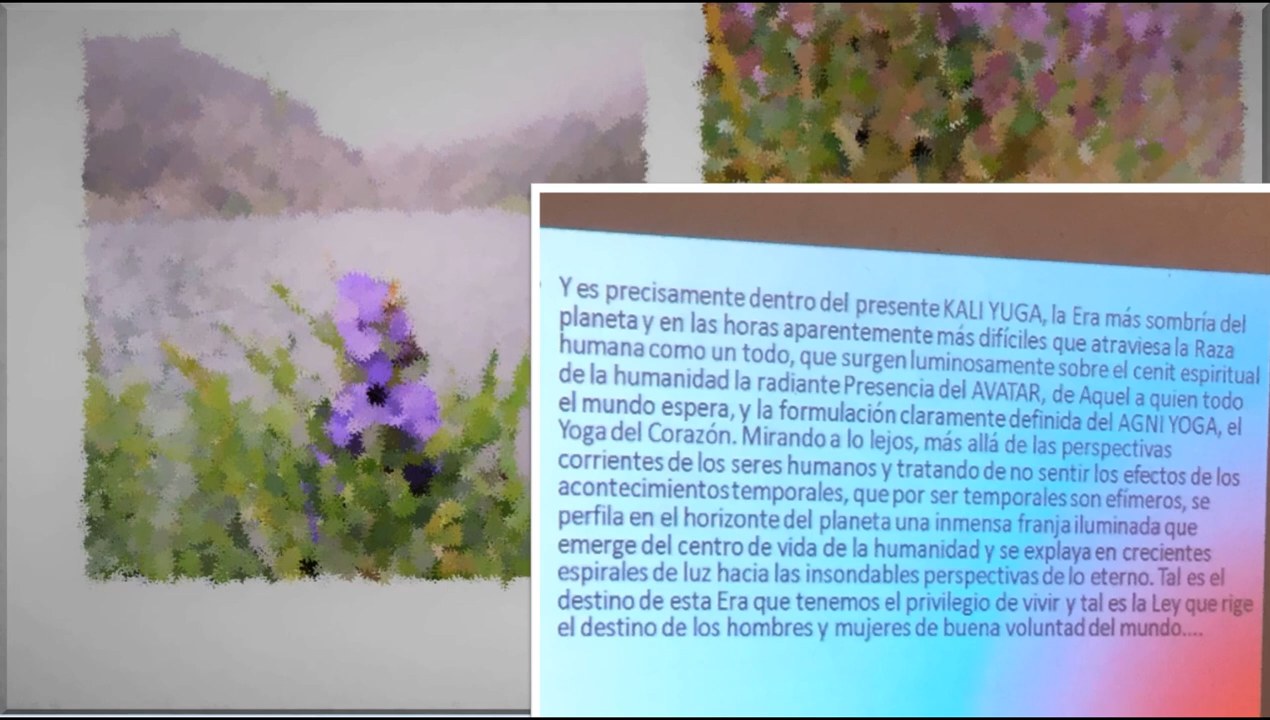 Y es precisamente dentro del presente KALI YUGA, la Era más sombría del
planeta y en las horas aparentemente más difíciles que atraviesa la Raza
humana como un todo, que surgen luminosamente sobre el cenit espiritual
de la humanidad la radiante Presencia del AVATAR, de Aquel a quien todo
el mundo espera, y la formulación claramente definida del AGNI YOGA, el
Yoga del Corazón. Mirando a lo lejos, más allá de las perspectivas
corrientes de los seres humanos y tratando de no sentir los efectos de los
acontecimientos temporales, que por ser temporales son efímeros, se
perfila en el horizonte del planeta una inmensa franja iluminada que
emerge del centro de vida de la humanidad y se explaya en crecientes
espirales de luz hacia las insondables perspectivas de lo eterno. Tal es el
destino de esta Era que tenemos el privilegio de vivir y tal es la Ley que rige
el destino de los hombres y mujeres de buena voluntad del mundo....